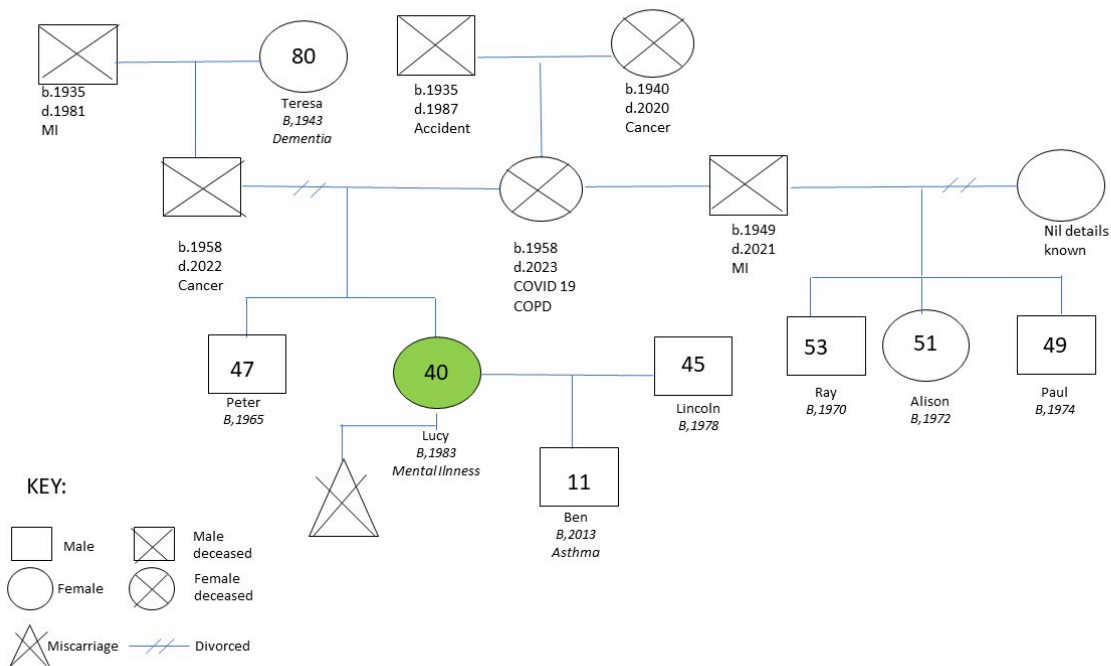 80
b.1935
d.1981
MI
Teresa
B,1943
Dementia
b.1935
d.1987
Accident
b.1940
d.2020
Cancer
b.1958
d.2022
Cancer
b.1958
d.2023
COVID 19
COPD
b.1949
d.2021
MI
Nil details
known
47
Peter
B,1965
40
Lucy
B,1983
Mental Ilnness
45
Lincoln
B,1978
53
Ray
B,1970
51
Alison
B,1972
49
Paul
B,1974
11
Ben
B,2013
Asthma
KEY:
Male
Male
deceased
Female
Female
deceased
Miscarriage
Divorced